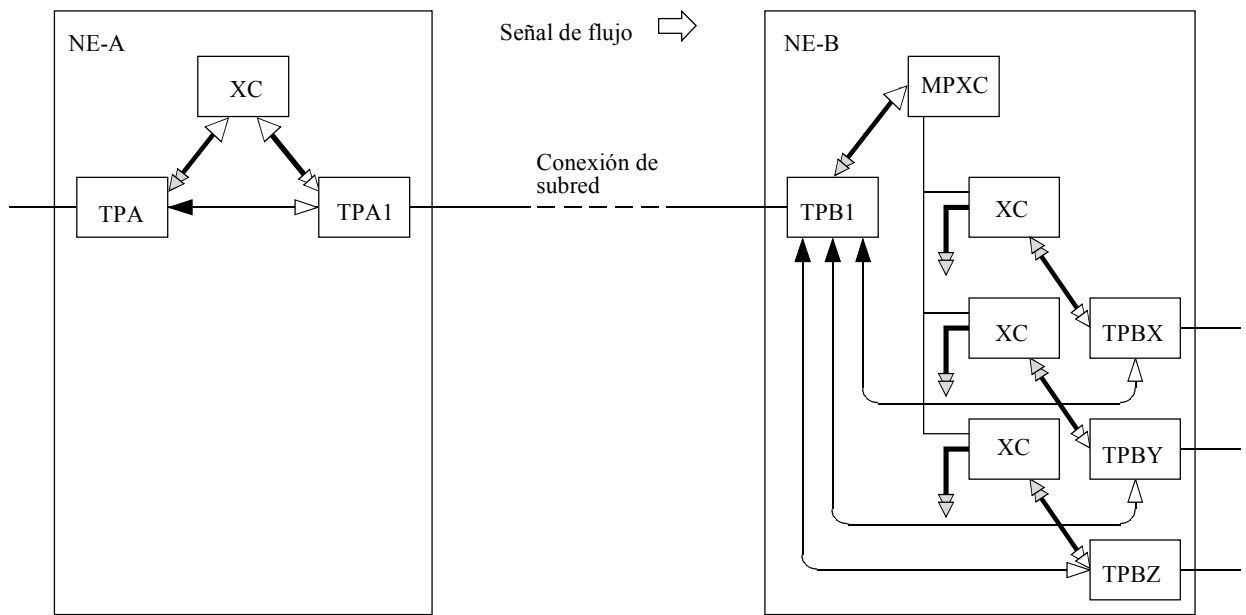 NE-A
Señal de flujo
NE-B
XC
MPXC
Conexión de
subred
TPA
TPA1
TPB1
XC
XC
TPBX
XC
TPBY
TPBZ